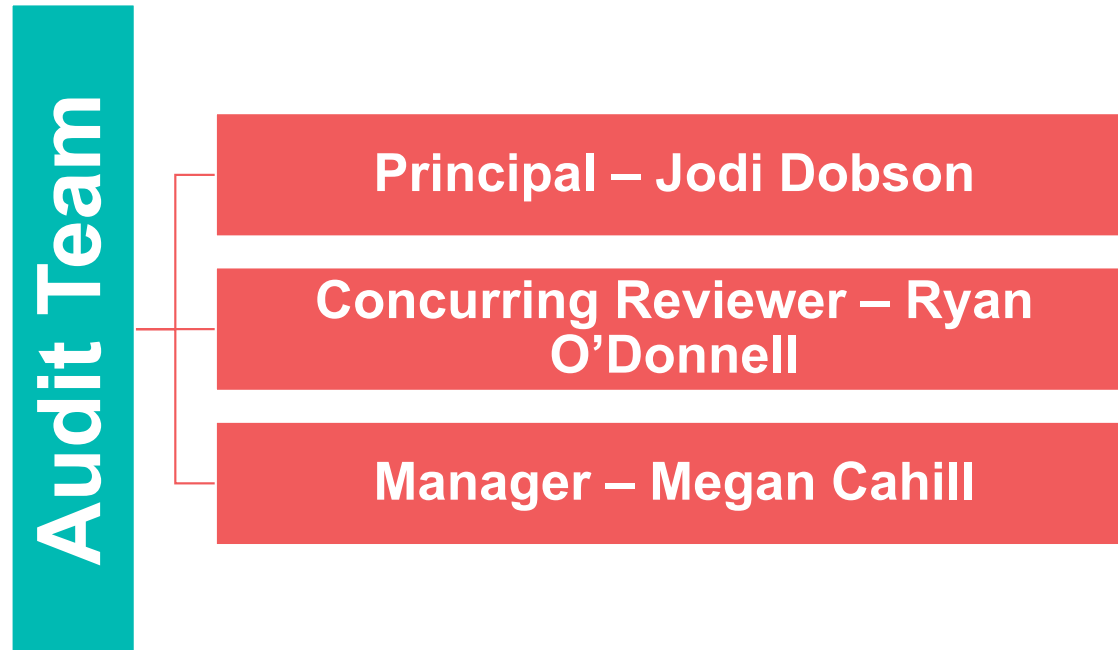 Audit Team
Principal – Jodi Dobson
Concurring Reviewer – Ryan
O’Donnell
Manager – Megan Cahill